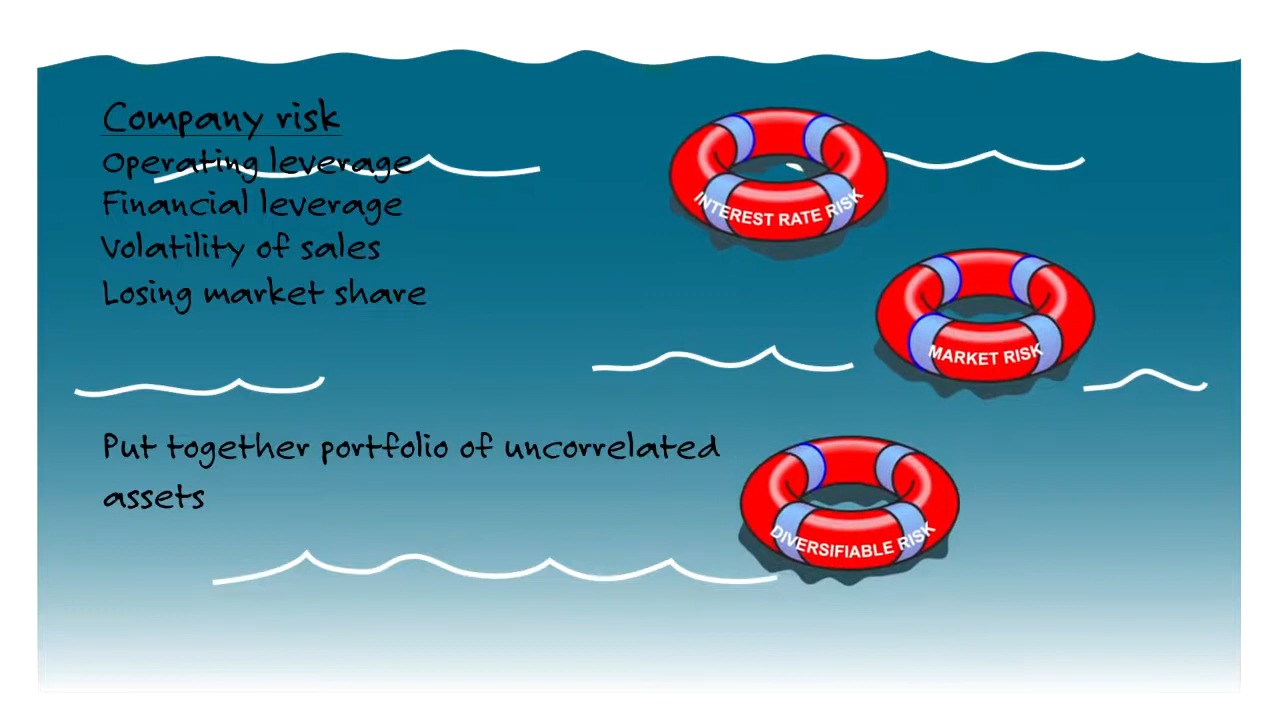 Company risk
Operating leverage
Financial leverage
Volatility of sales
Losing market share
INTEREST RATE RISK
MARKET RISK
Put together portfolio of uncorrelated
assets
DIVERSIFIABLE RISK